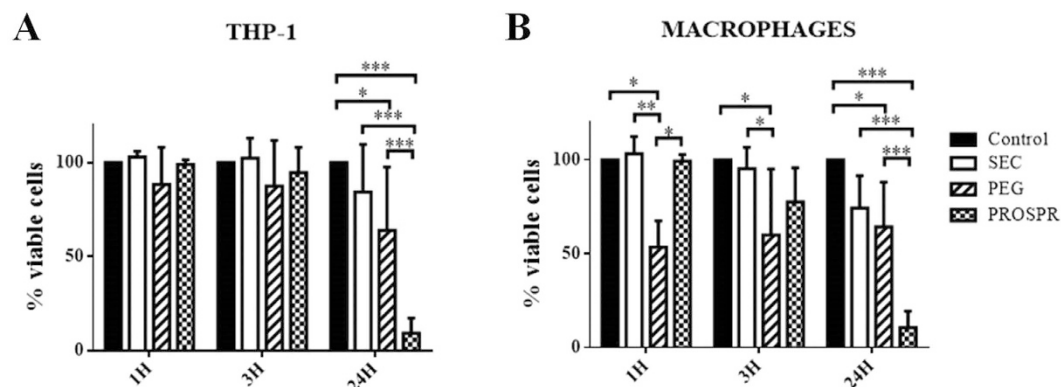 A
THP-1
% viable cells
100
50
0
***
*
***
***
1H
3H
24H
B
MACROPHAGES
% viable cells
100
50
0
*
**
*
*
*
***
*
***
***
1H
3H
24H
Control
SEC
PEG
PROSPR